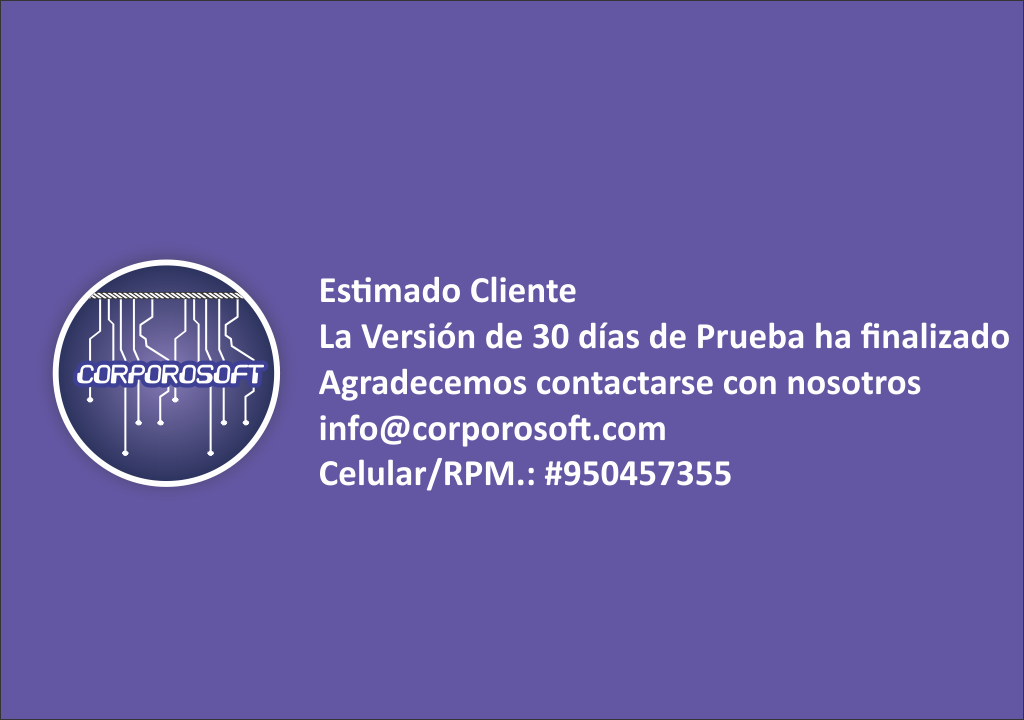 CORPOROSOFT
Estimado Cliente
La Versión de 30 días de Prueba ha finalizado
Agradecemos contactarse con nosotros
info@corporosoft.com
Celular/RPM.: #950457355